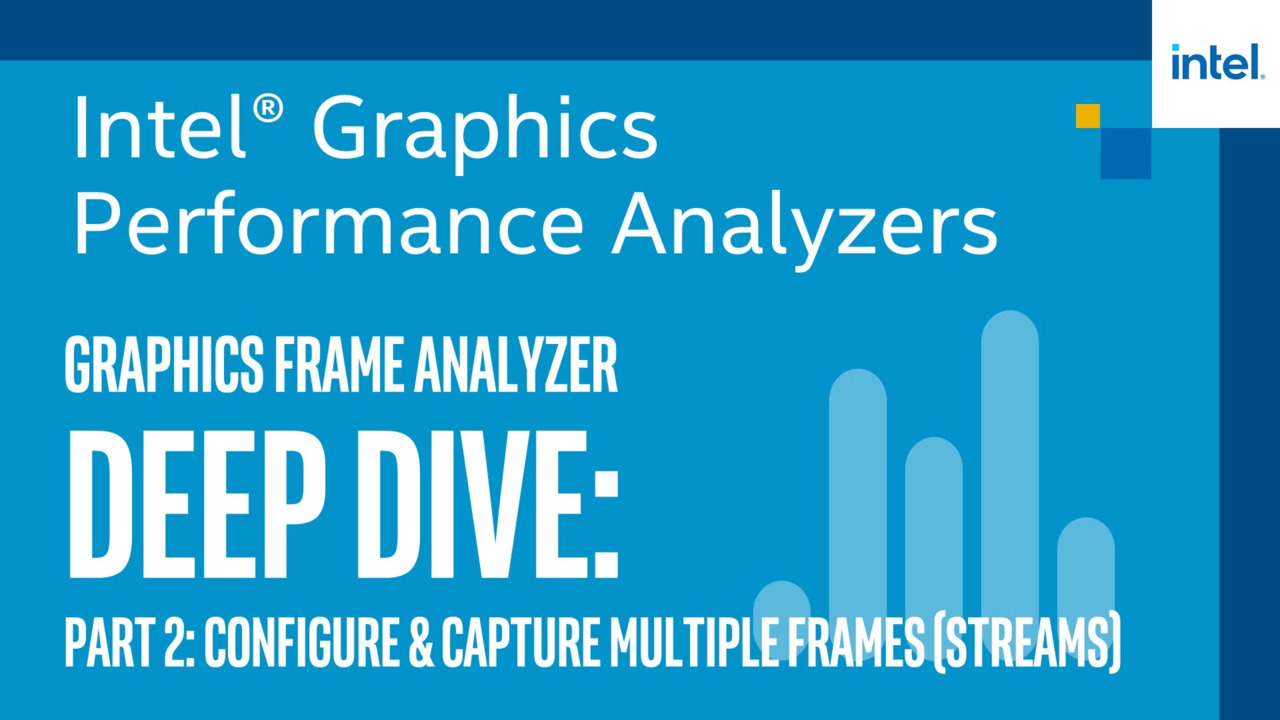 intel.
Intel® Graphics
Performance Analyzers
GRAPHICS FRAME ANALYZER
DEEP DIVE:
PART 2: CONFIGURE & CAPTURE MULTIPLE FRAMES (STREAMS)